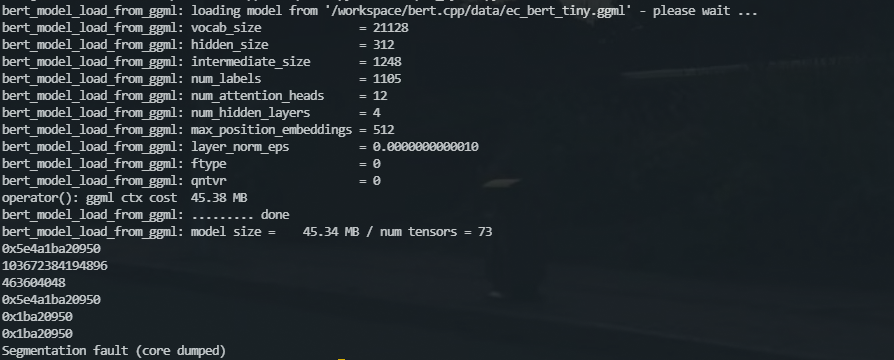 bert_model_load_from_ggml: loading model from '/workspace/bert.cpp/data/ec_bert_tiny.ggml' - please wait ...
bert_model_load_from_ggml: vocab_size = 21128
bert_model_load_from_ggml: hidden_size = 312
bert_model_load_from_ggml: intermediate_size = 1248
bert_model_load_from_ggml: num_labels = 1105
bert_model_load_from_ggml: num_attention_heads = 12
bert_model_load_from_ggml: num_hidden_layers = 4
bert_model_load_from_ggml: max_position_embeddings = 512
bert_model_load_from_ggml: layer_norm_eps = 0.0000000000010
bert_model_load_from_ggml: ftype = 0
bert_model_load_from_ggml: qntvr = 0
operator(): ggml ctx cost 45.38 MB
bert_model_load_from_ggml: ......... done
bert_model_load_from_ggml: model size = 45.34 MB / num tensors = 73
0x5e4a1ba20950
103672384194896
463604048
0x5e4a1ba20950
0x1ba20950
0x1ba20950
Segmentation fault (core dumped)